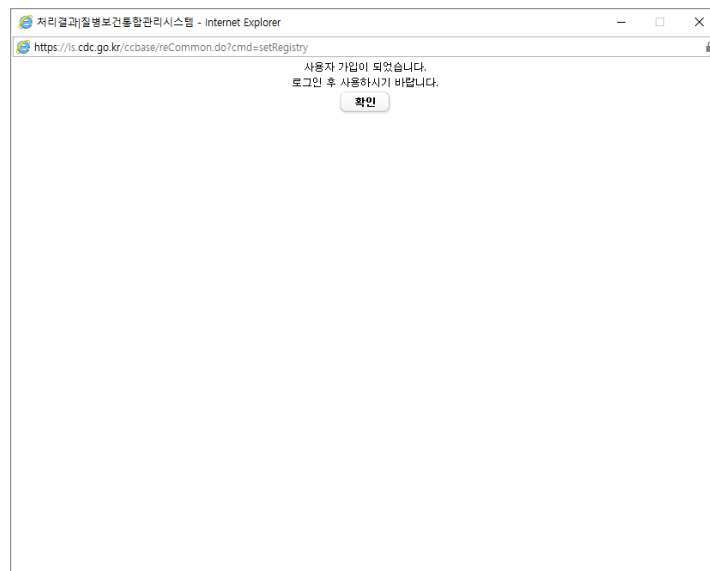 처리결과|질병보건통합관리시스템 - Internet Explorer
https://is.cdc.go.kr/ccbase/reCommon.do?cmd=setRegistry
사용자 가입이 되었습니다.
로그인 후 사용하시기 바랍니다.
확인